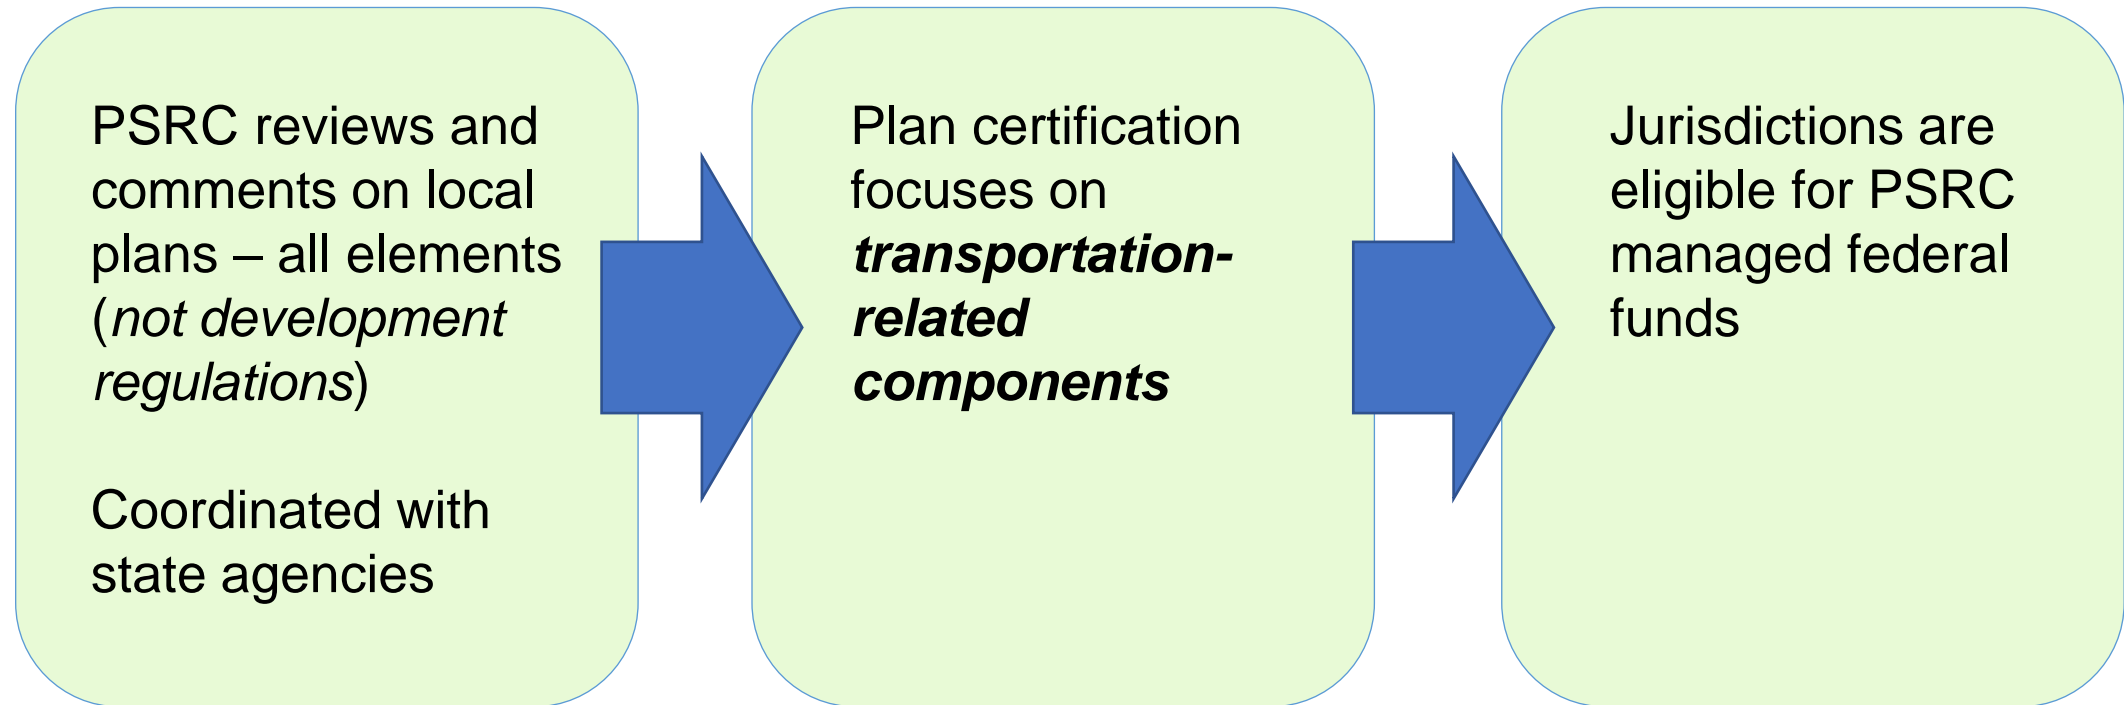 PSRC reviews and
comments on local
plans – all elements
(not development
regulations)
Coordinated with
state agencies
Plan certification
focuses on
transportation-
related
components
Jurisdictions are
eligible for PSRC
managed federal
funds